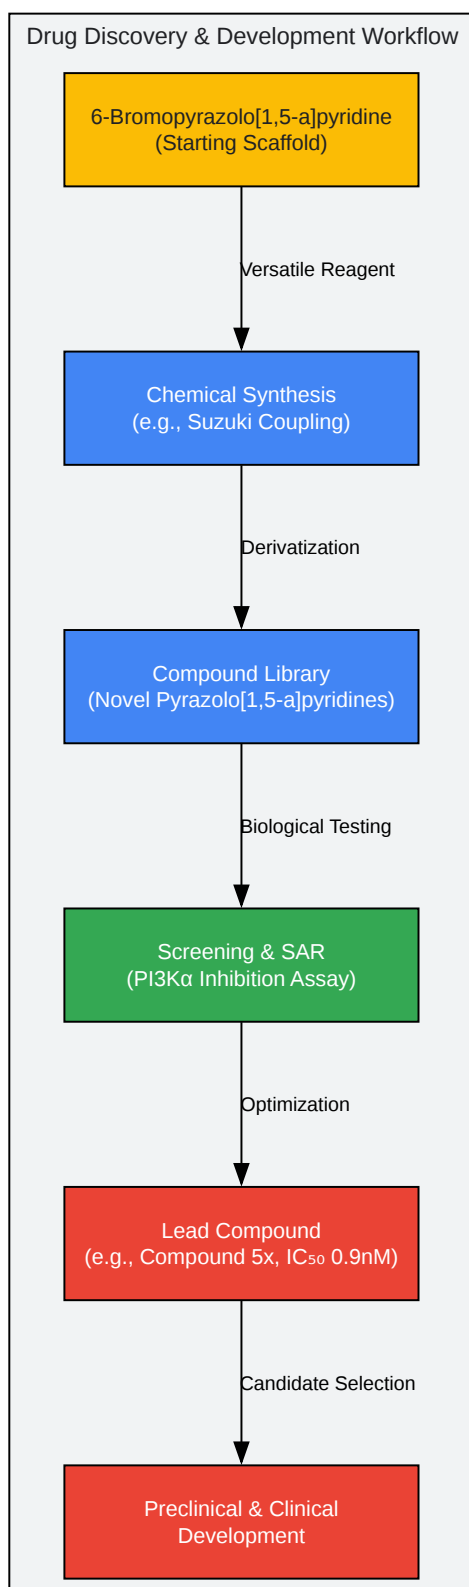 Drug Discovery & Development Workflow
6-Bromopyrazolo[1,5-a]pyridine
(Starting Scaffold)
Versatile Reagent
Chemical Synthesis
(e.g., Suzuki Coupling)
Derivatization
Compound Library
(Novel Pyrazolo[1,5-a]pyridines)
Biological Testing
Screening & SAR
(PI3Kα Inhibition Assay)
Optimization
Lead Compound
(e.g., Compound 5x, IC₅₀ 0.9nM)
Candidate Selection
Preclinical & Clinical
Development